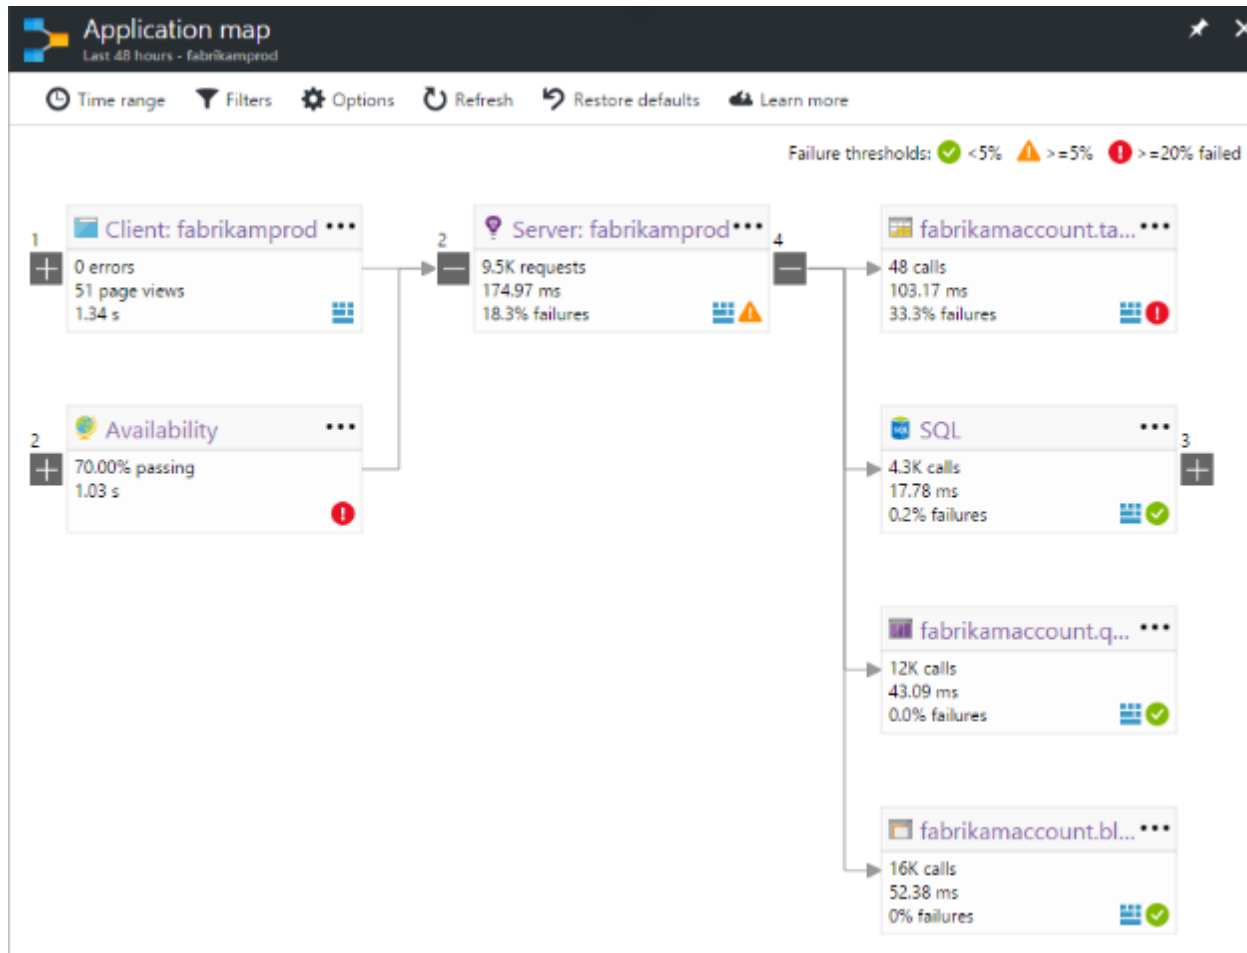 Application map
Last 48 hours - fabrikamprod
Time range Filters Options Refresh Restore defaults Learn more
Failure thresholds: <5% >=5% >=20% failed
1
Client: fabrikamprod
0 errors
51 page views
1.34 s
2
Availability
70.00% passing
1.03 s
2
Server: fabrikamprod
4
9.5K requests
174.97 ms
18.3% failures
fabrikamaccount.ta...
48 calls
103.17 ms
33.3% failures
SQL
SQL
3
4.3K calls
17.78 ms
0.2% failures
fabrikamaccount.q...
12K calls
43.09 ms
0.0% failures
fabrikamaccount.bl...
16K calls
52.38 ms
0% failures